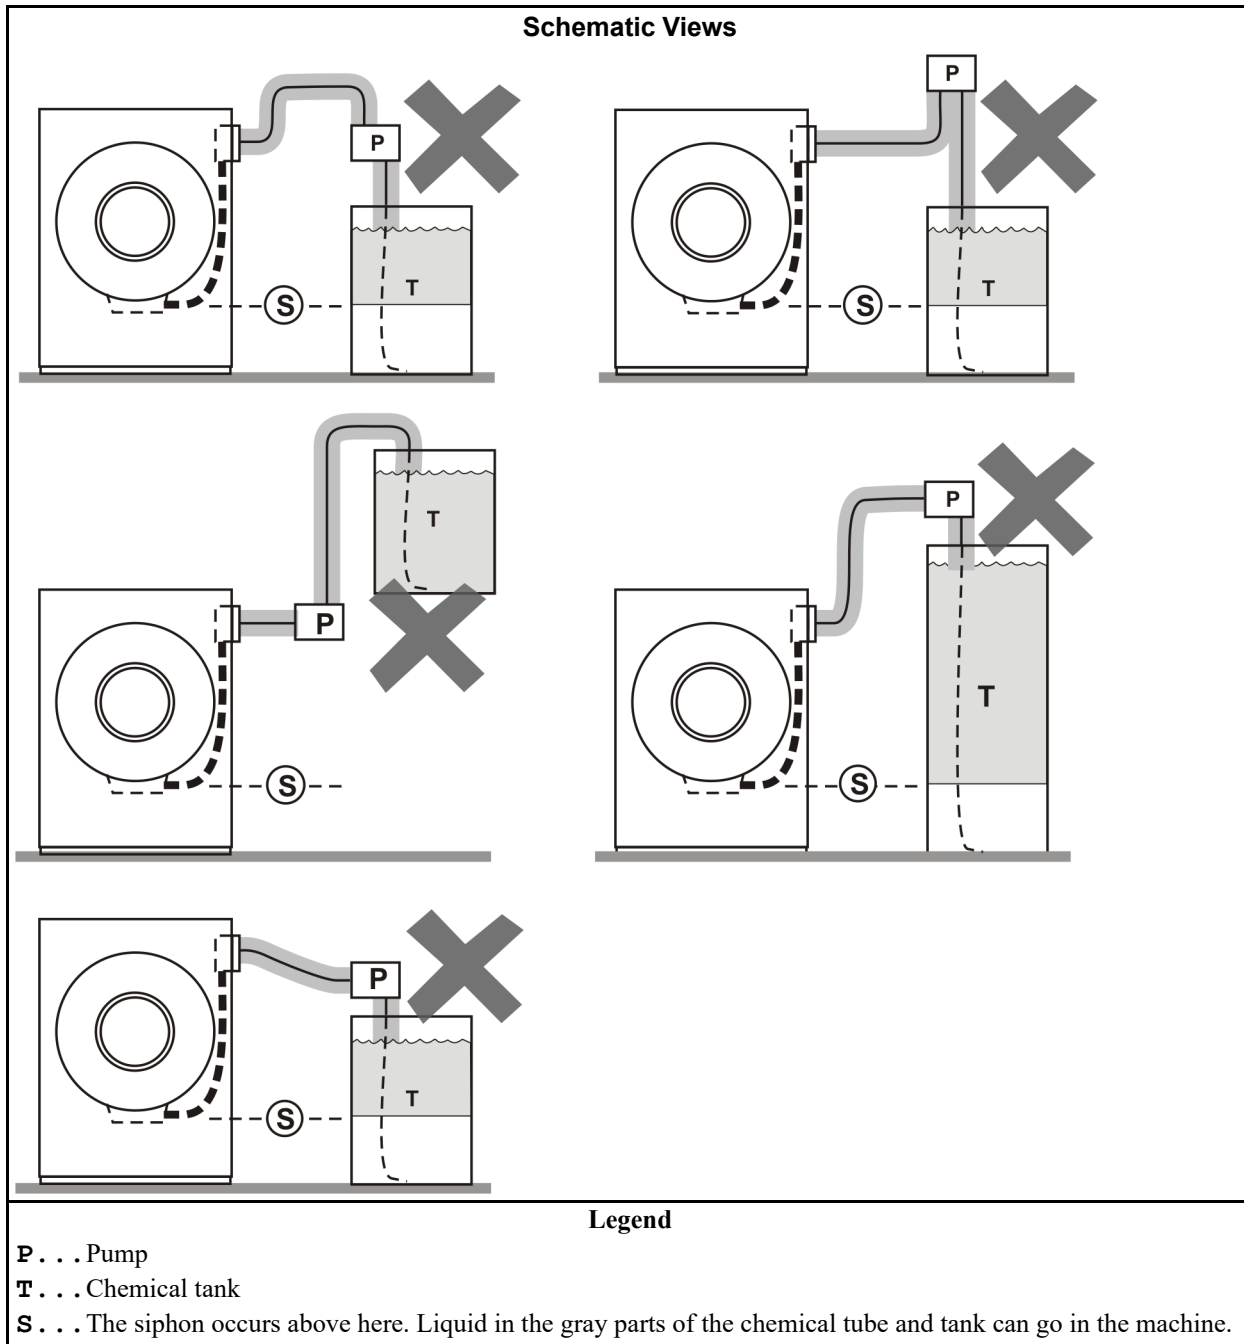 Schematic Views
P
T
S
P
T
S
T
P
S
P
T
S
P
T
S
Legend
P...Pump
T...Chemical tank
S...The siphon occurs above here. Liquid in the gray parts of the chemical tube and tank can go in the machine.